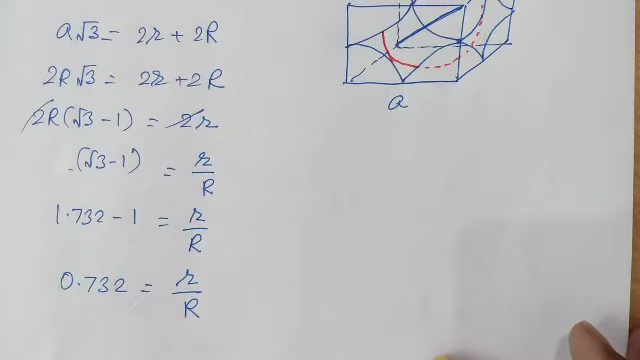 a√3 = 2r + 2R
2R√3 = 2r + 2R
2R(√3 - 1) = 2r
(√3 - 1) = r/R
1.732 - 1 = r/R
0.732 = r/R
a